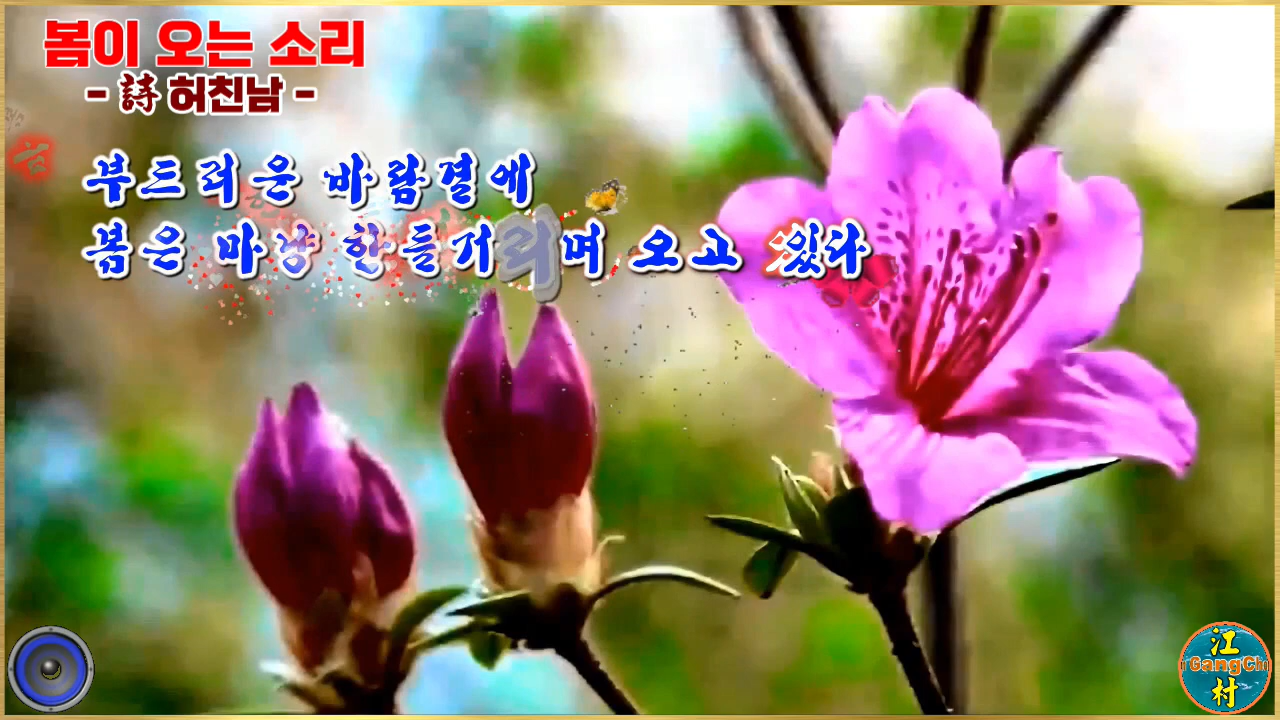 봄이 오는 소리
- 詩 허친남 -
부드러운 바람결에
봄은 마냥 한들거리며 오고 있다
江
GangCh
村